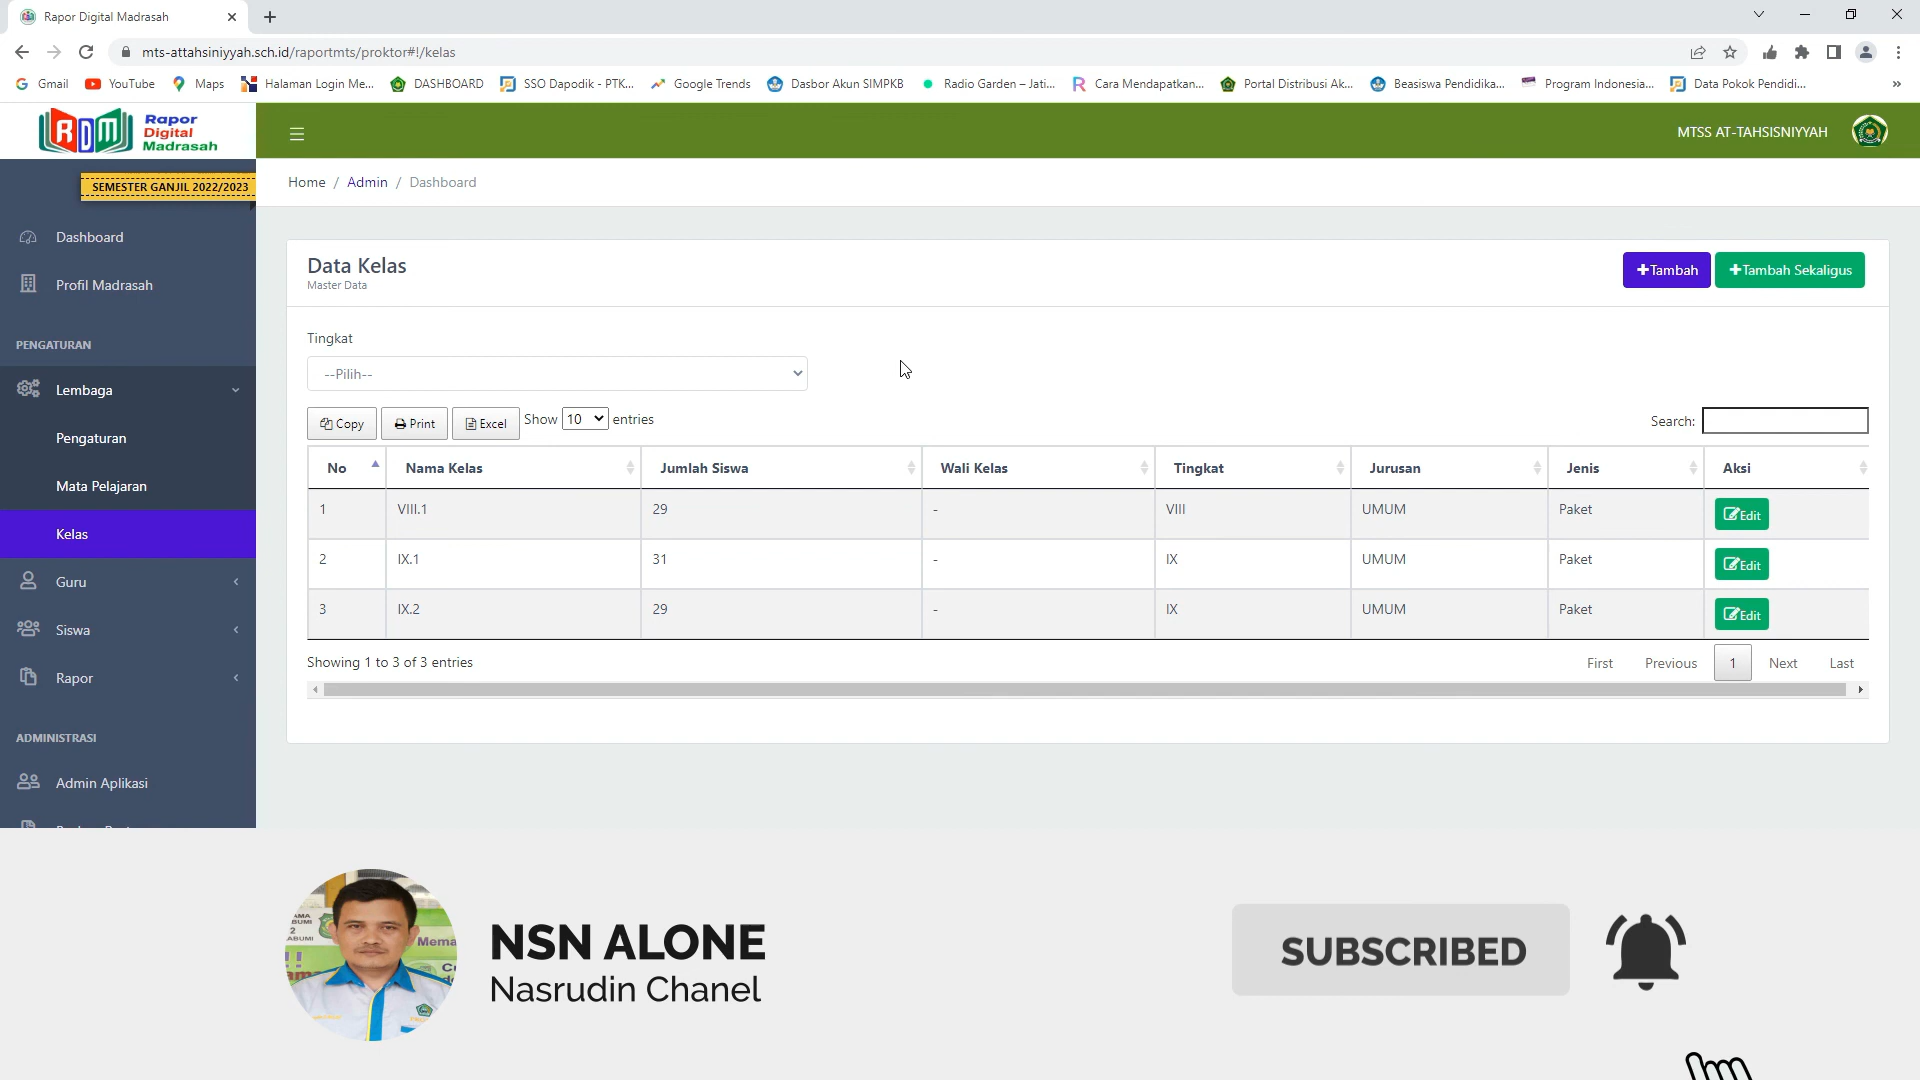 Rapor Digital Madrasah
mts-attahsiniyyah.sch.id/raportmts/proktor#!/kelas
Gmail YouTube Maps Halaman Login Me... DASHBOARD SSO Dapodik - PTK... Google Trends Dasbor Akun SIMPKB Radio Garden – Jati... Cara Mendapatkan... Portal Distribusi Ak... Beasiswa Pendidika... Program Indonesia... Data Pokok Pendidi... »
RDM Rapor
Digital
Madrasah
MTSS AT-TAHSISNIYYAH
SEMESTER GANJIL 2022/2023
Home / Admin / Dashboard
Dashboard
Profil Madrasah
PENGATURAN
Lembaga
Pengaturan
Mata Pelajaran
Kelas
Guru
Siswa
Rapor
ADMINISTRASI
Admin Aplikasi
Data Kelas
Master Data
+Tambah +Tambah Sekaligus
Tingkat
--Pilih--
Copy Print Excel Show 10 entries Search:
No Nama Kelas Jumlah Siswa Wali Kelas Tingkat Jurusan Jenis Aksi
1 VIII.1 29 - VIII UMUM Paket Edit
2 IX.1 31 - IX UMUM Paket Edit
3 IX.2 29 - IX UMUM Paket Edit
Showing 1 to 3 of 3 entries First Previous 1 Next Last
NSN ALONE
Nasrudin Chanel
SUBSCRIBED